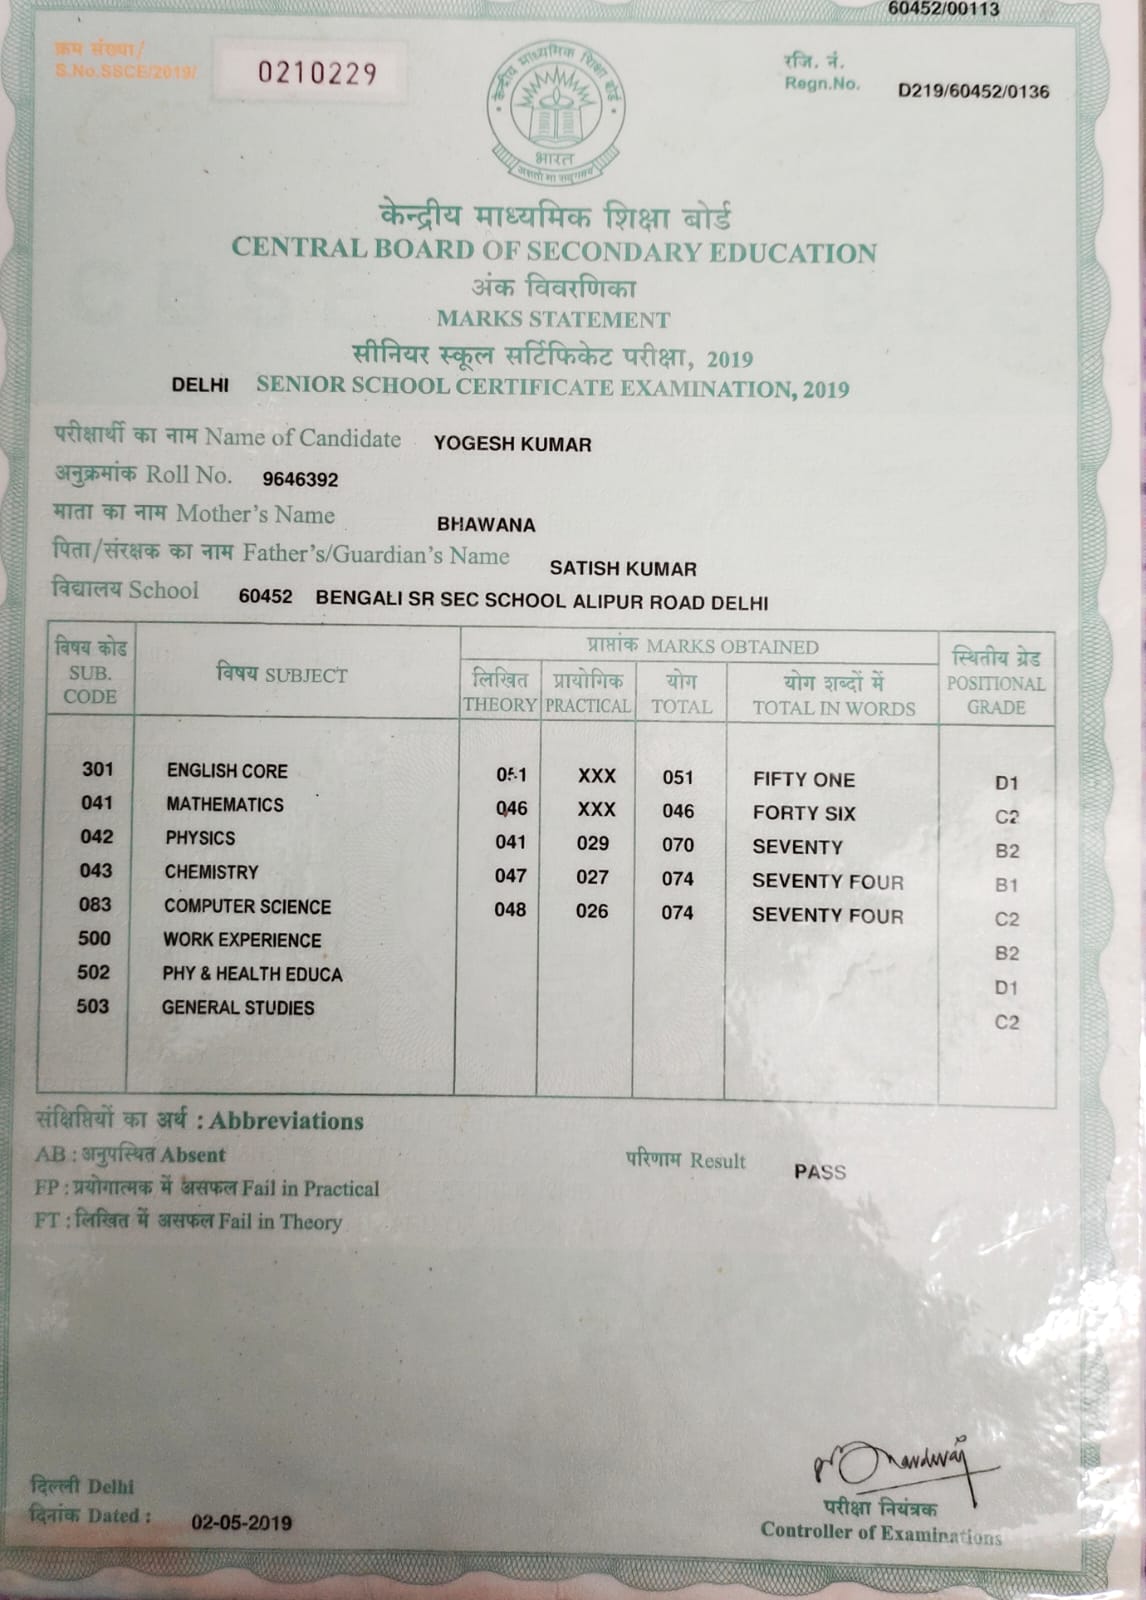 60452/00113
क्रम संख्या/
S.No.SSCE/2019/
0210229
रजि. नं.
Regn.No.
D219/60452/0136
केन्द्रीय माध्यमिक शिक्षा बोर्ड
भारत
असतो मा सद्गमय
केन्द्रीय माध्यमिक शिक्षा बोर्ड
CENTRAL BOARD OF SECONDARY EDUCATION
अंक विवरणिका
MARKS STATEMENT
सीनियर स्कूल सर्टिफिकेट परीक्षा, 2019
DELHI SENIOR SCHOOL CERTIFICATE EXAMINATION, 2019
परीक्षार्थी का नाम Name of Candidate YOGESH KUMAR
अनुक्रमांक Roll No. 9646392
माता का नाम Mother's Name BHAWANA
पिता/संरक्षक का नाम Father's/Guardian's Name SATISH KUMAR
विद्यालय School 60452 BENGALI SR SEC SCHOOL ALIPUR ROAD DELHI
विषय कोड SUB. CODE विषय SUBJECT प्राप्तांक MARKS OBTAINED स्थितीय ग्रेड POSITIONAL GRADE
लिखित THEORY प्रायोगिक PRACTICAL योग TOTAL योग शब्दों में TOTAL IN WORDS
301 ENGLISH CORE 051 XXX 051 FIFTY ONE D1
041 MATHEMATICS 046 XXX 046 FORTY SIX C2
042 PHYSICS 041 029 070 SEVENTY B2
043 CHEMISTRY 047 027 074 SEVENTY FOUR B1
083 COMPUTER SCIENCE 048 026 074 SEVENTY FOUR C2
500 WORK EXPERIENCE B2
502 PHY & HEALTH EDUCA D1
503 GENERAL STUDIES C2
संक्षिप्तियों का अर्थ : Abbreviations
AB : अनुपस्थित Absent
परिणाम Result PASS
FP : प्रयोगात्मक में असफल Fail in Practical
FT : लिखित में असफल Fail in Theory
दिल्ली Delhi
दिनांक Dated : 02-05-2019
परीक्षा नियंत्रक
Controller of Examinations